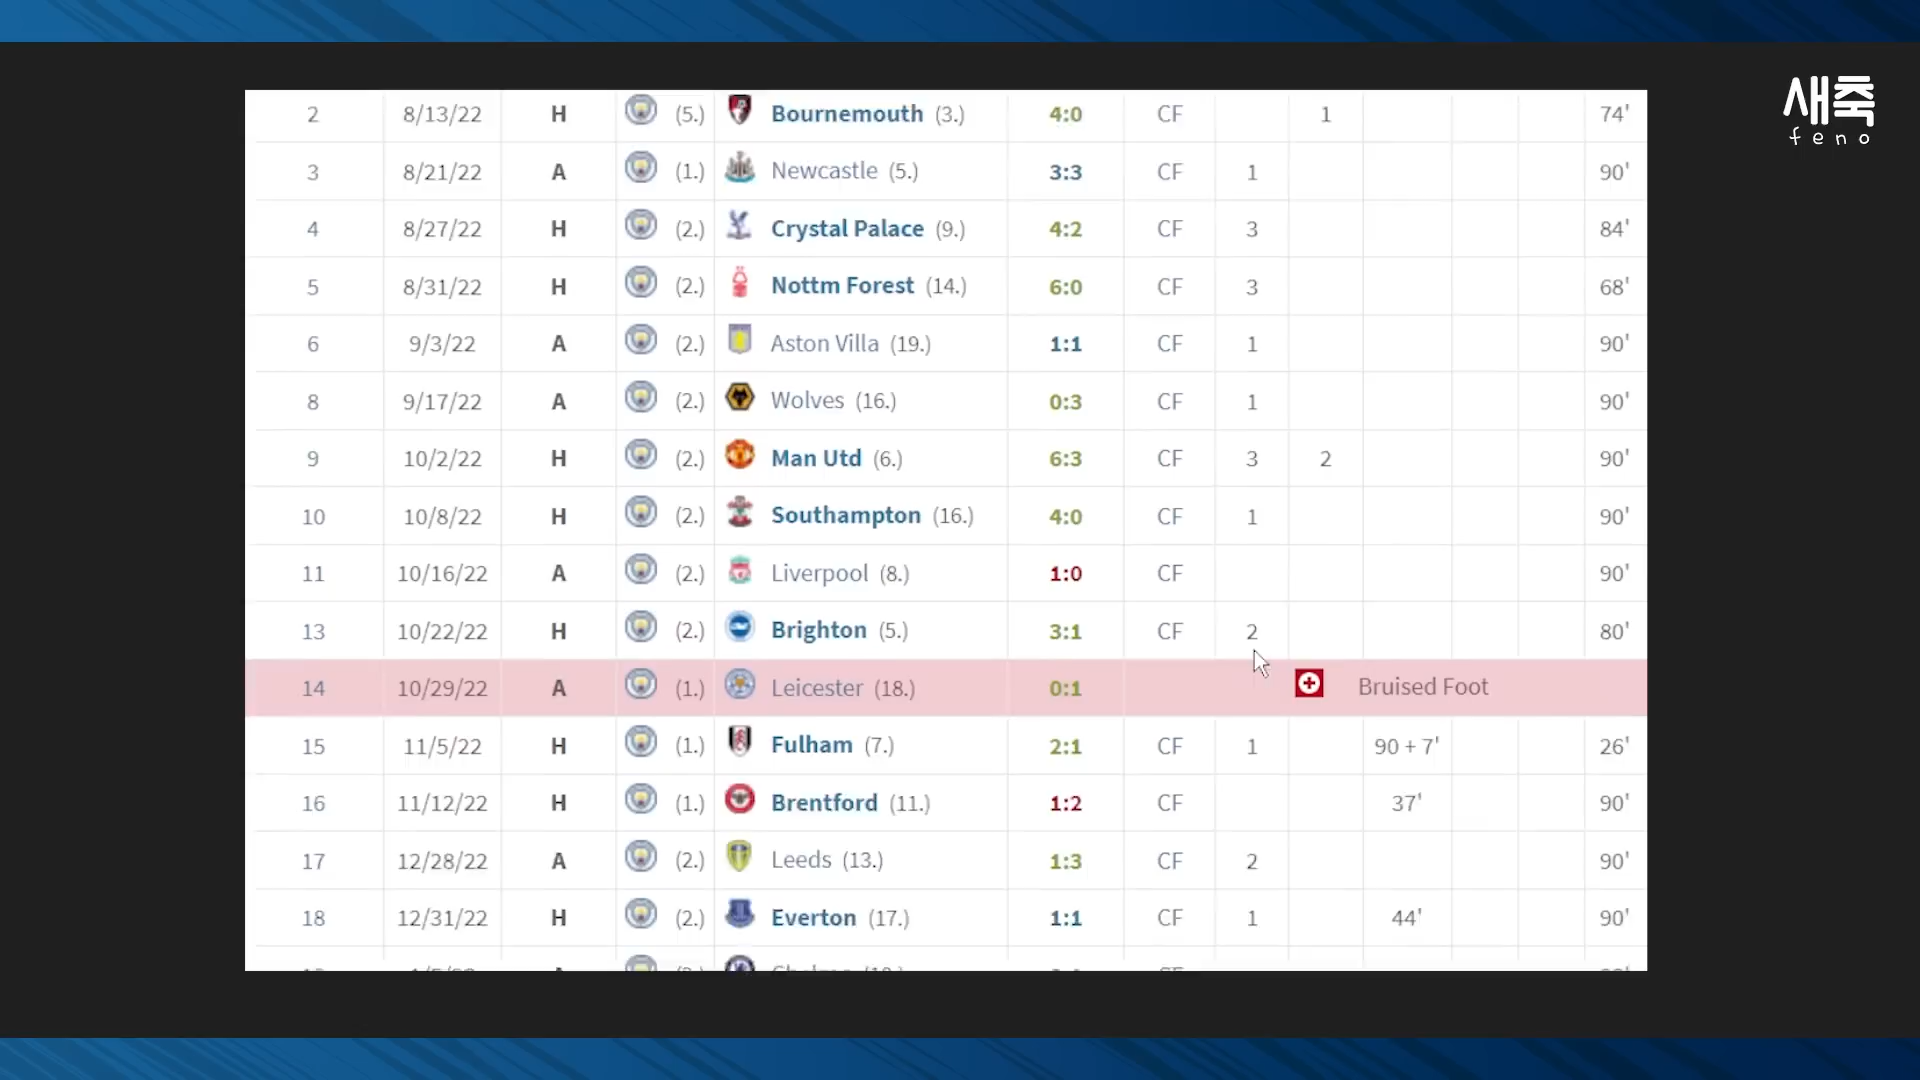 새축
feno
2 8/13/22 H (5.) Bournemouth (3.) 4:0 CF 1 74'
3 8/21/22 A (1.) Newcastle (5.) 3:3 CF 1 90'
4 8/27/22 H (2.) Crystal Palace (9.) 4:2 CF 3 84'
5 8/31/22 H (2.) Nottm Forest (14.) 6:0 CF 3 68'
6 9/3/22 A (2.) Aston Villa (19.) 1:1 CF 1 90'
8 9/17/22 A (2.) Wolves (16.) 0:3 CF 1 90'
9 10/2/22 H (2.) Man Utd (6.) 6:3 CF 3 2 90'
10 10/8/22 H (2.) Southampton (16.) 4:0 CF 1 90'
11 10/16/22 A (2.) Liverpool (8.) 1:0 CF 90'
13 10/22/22 H (2.) Brighton (5.) 3:1 CF 2 80'
14 10/29/22 A (1.) Leicester (18.) 0:1 Bruised Foot
15 11/5/22 H (1.) Fulham (7.) 2:1 CF 1 90 + 7' 26'
16 11/12/22 H (1.) Brentford (11.) 1:2 CF 37' 90'
17 12/28/22 A (2.) Leeds (13.) 1:3 CF 2 90'
18 12/31/22 H (2.) Everton (17.) 1:1 CF 1 44' 90'